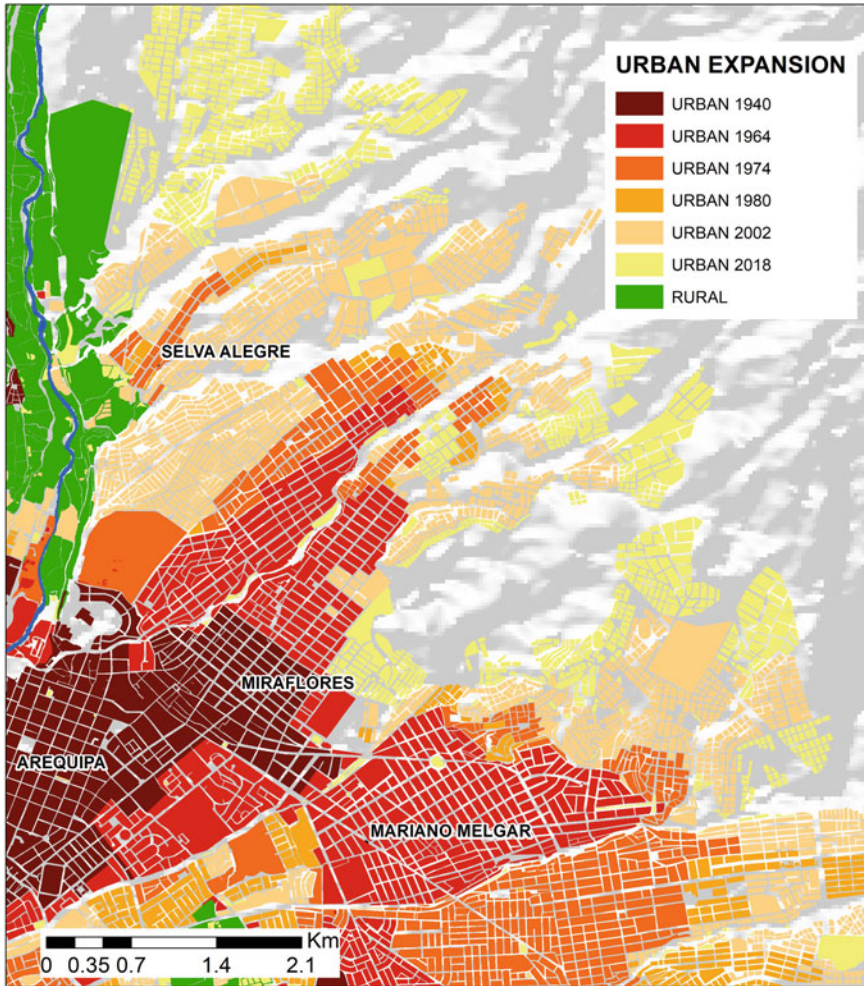 URBAN EXPANSION
URBAN 1940
URBAN 1964
URBAN 1974
URBAN 1980
URBAN 2002
URBAN 2018
RURAL
SELVA ALEGRE
MIRAFLORES
AREQUIPA
MARIANO MELGAR
Km
0 0.35 0.7 1.4 2.1